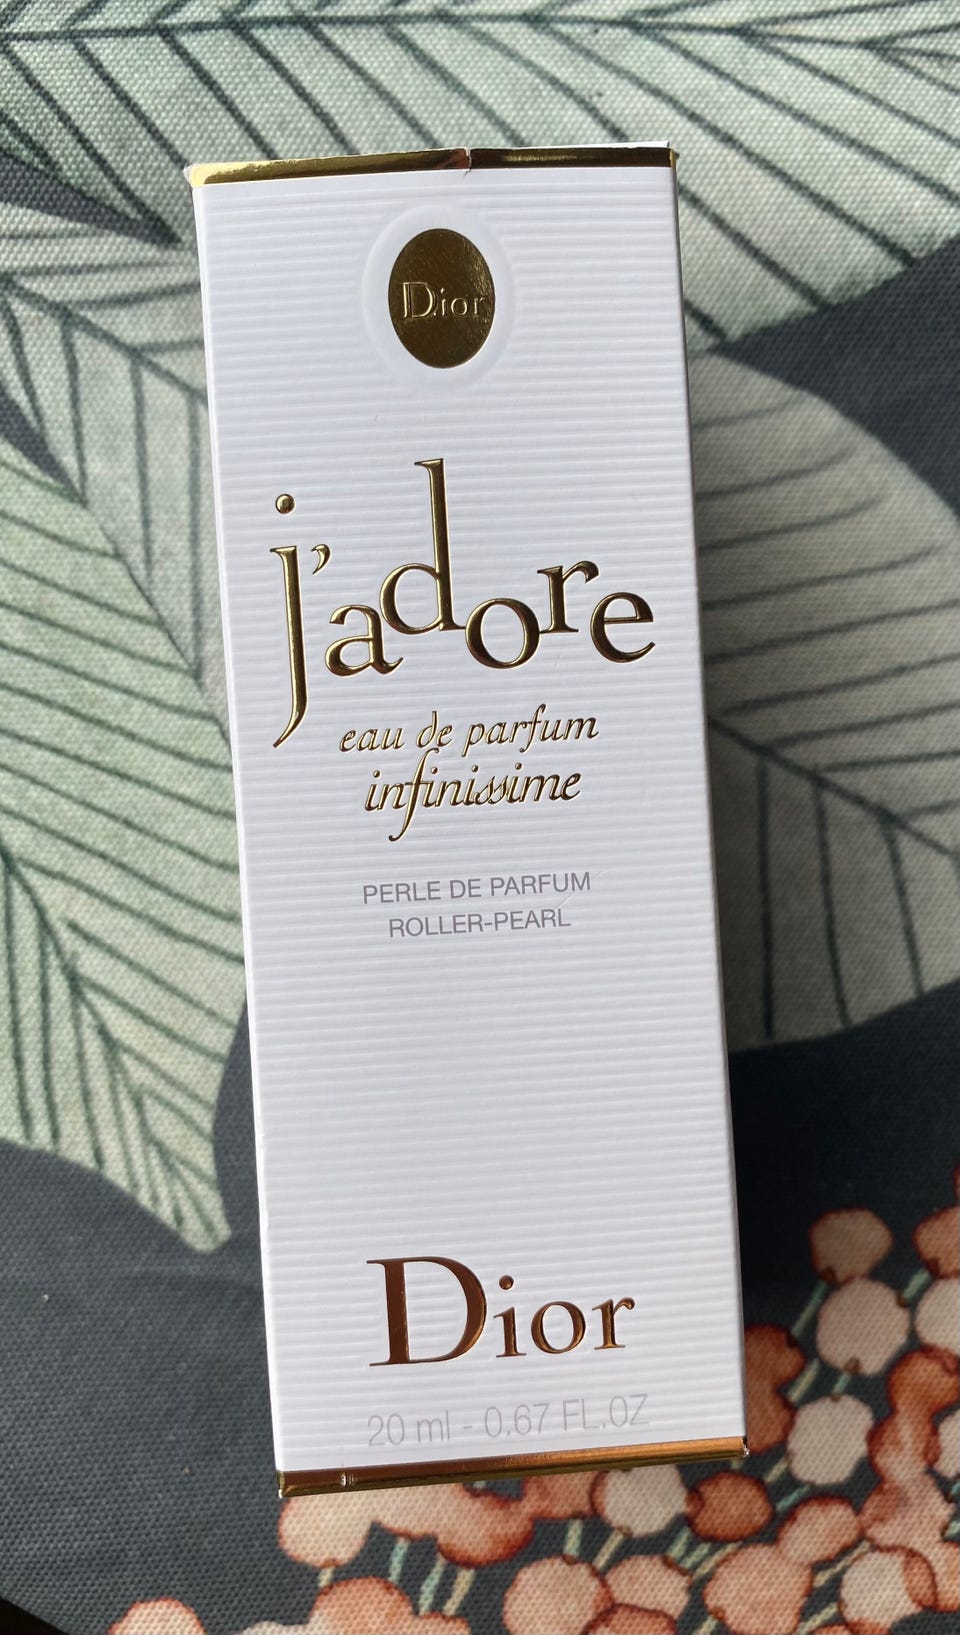 Dior
j'adore
eau de parfum
infinissime
PERLE DE PARFUM
ROLLER-PEARL
Dior
20 ml - 0.67 FL.OZ